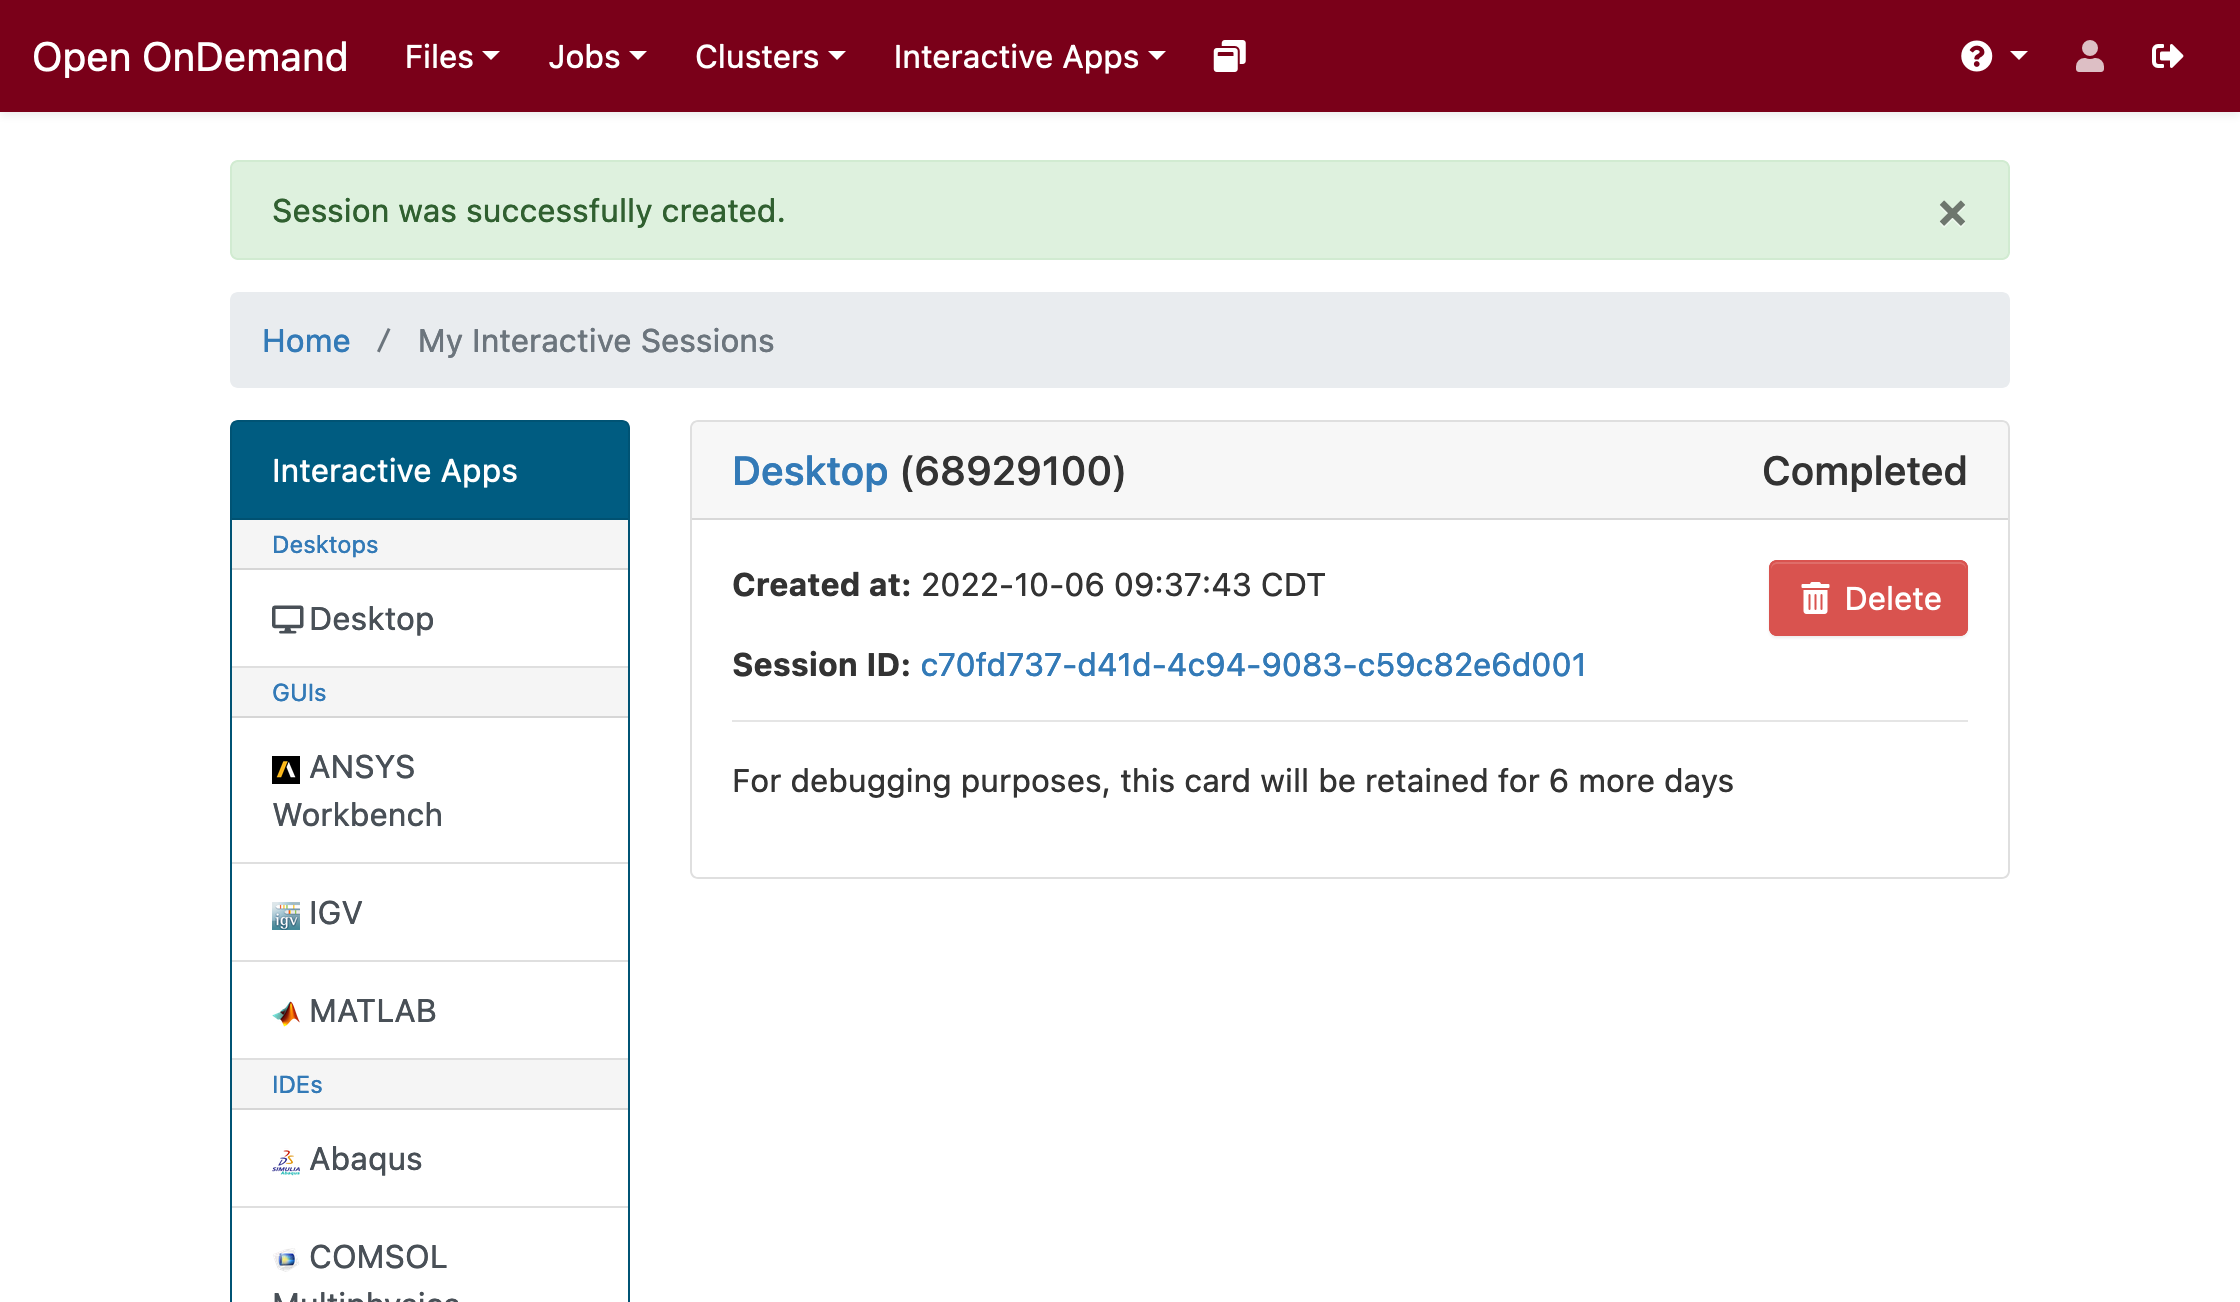 Open OnDemand Files Jobs Clusters Interactive Apps
Session was successfully created.
Home / My Interactive Sessions
Interactive Apps
Desktops
Desktop
GUIs
ANSYS
Workbench
igv IGV
MATLAB
IDEs
SIMULIA Abaqus
COMSOL
Multiphysics
Desktop (68929100) Completed
Created at: 2022-10-06 09:37:43 CDT
Delete
Session ID: c70fd737-d41d-4c94-9083-c59c82e6d001
For debugging purposes, this card will be retained for 6 more days